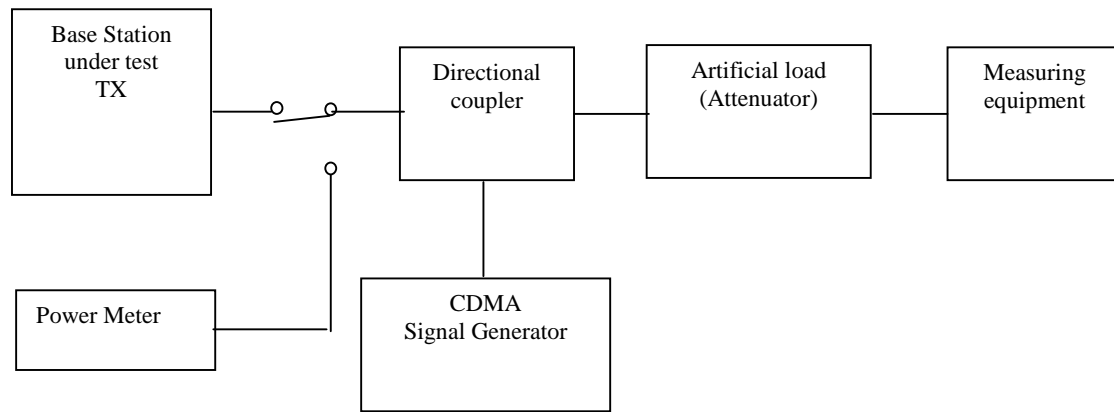 Base Station
under test
TX
Directional
coupler
Artificial load
(Attenuator)
Measuring
equipment
Power Meter
CDMA
Signal Generator